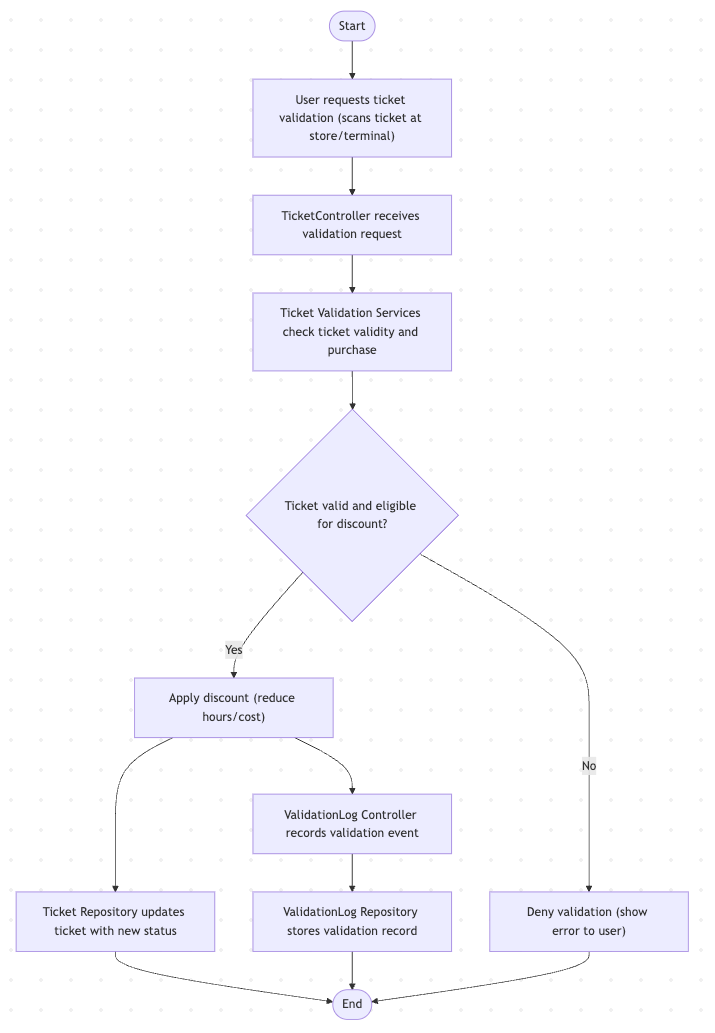 Start
User requests ticket
validation (scans ticket at
store/terminal)
TicketController receives
validation request
Ticket Validation Services
check ticket validity and
purchase
Ticket valid and eligible
for discount?
Yes
Apply discount (reduce
hours/cost)
No
ValidationLog Controller
records validation event
Ticket Repository updates
ticket with new status
ValidationLog Repository
stores validation record
Deny validation (show
error to user)
End